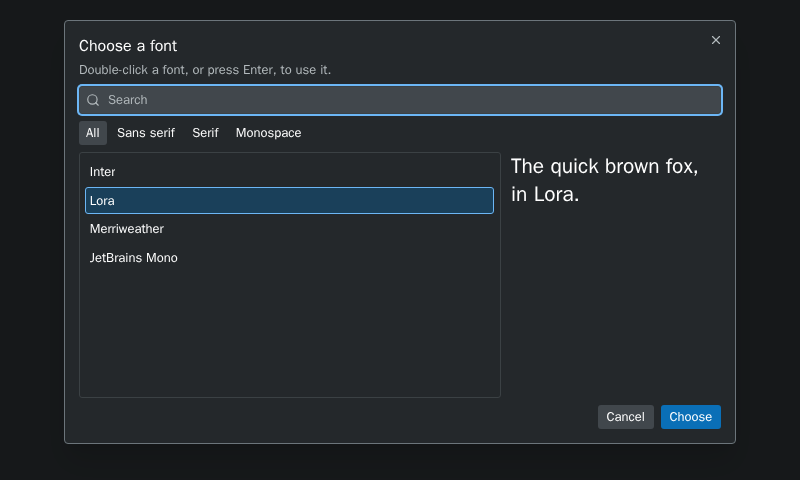 Choose a font
Double-click a font, or press Enter, to use it.
Search
All Sans serif Serif Monospace
Inter
Lora
Merriweather
JetBrains Mono
The quick brown fox,
in Lora.
Cancel Choose